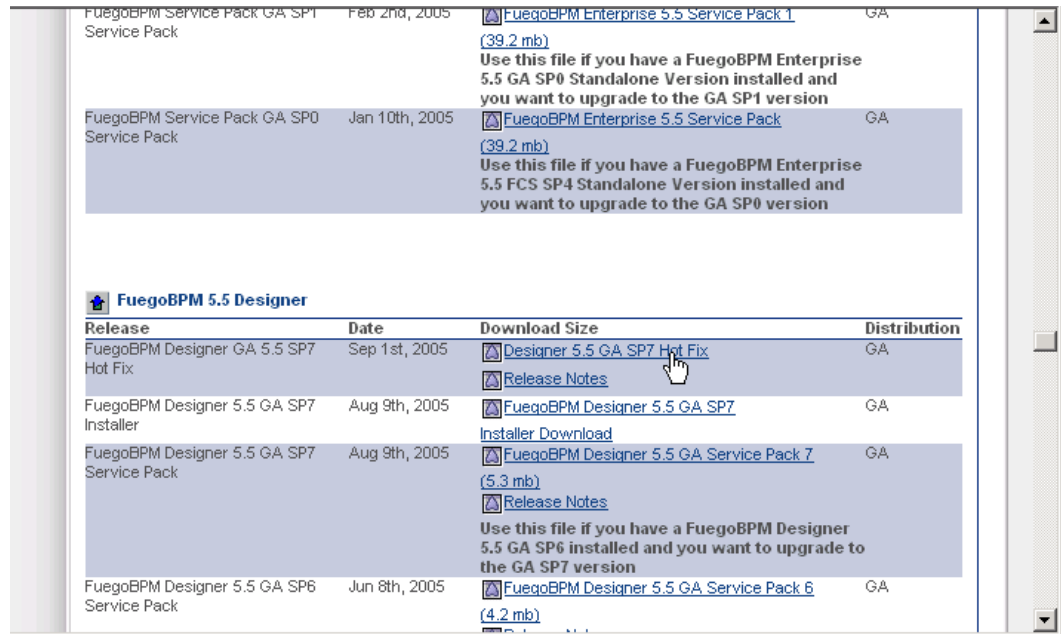 FuegoBPM Service Pack GA SP1 Feb 2nd, 2005 FuegoBPM Enterprise 5.5 Service Pack 1 GA
Service Pack
(39.2 mb)
Use this file if you have a FuegoBPM Enterprise
5.5 GA SP0 Standalone Version installed and
you want to upgrade to the GA SP1 version
FuegoBPM Service Pack GA SP0 Jan 10th, 2005 FuegoBPM Enterprise 5.5 Service Pack GA
Service Pack
(39.2 mb)
Use this file if you have a FuegoBPM Enterprise
5.5 FCS SP4 Standalone Version installed and
you want to upgrade to the GA SP0 version
FuegoBPM 5.5 Designer
Release Date Download Size Distribution
FuegoBPM Designer GA 5.5 SP7 Sep 1st, 2005 Designer 5.5 GA SP7 Hot Fix GA
Hot Fix
Release Notes
FuegoBPM Designer 5.5 GA SP7 Aug 9th, 2005 FuegoBPM Designer 5.5 GA SP7 GA
Installer
Installer Download
FuegoBPM Designer 5.5 GA SP7 Aug 9th, 2005 FuegoBPM Designer 5.5 GA Service Pack 7 GA
Service Pack
(5.3 mb)
Release Notes
Use this file if you have a FuegoBPM Designer
5.5 GA SP6 installed and you want to upgrade to
the GA SP7 version
FuegoBPM Designer 5.5 GA SP6 Jun 8th, 2005 FuegoBPM Designer 5.5 GA Service Pack 6 GA
Service Pack
(4.2 mb)